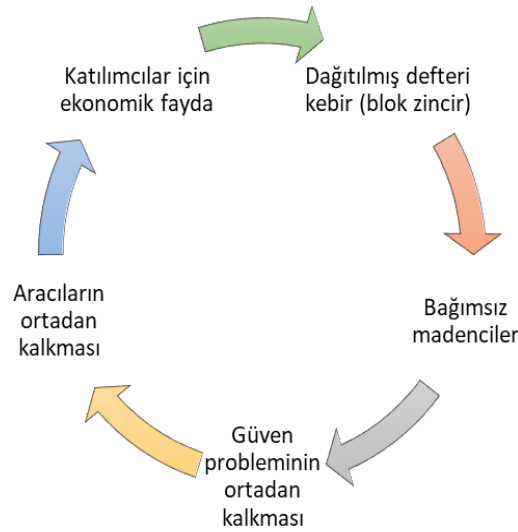 Katılımcılar için
ekonomik fayda
Dağıtılmış defteri
kebir (blok zincir)
Bağımsız
madenciler
Güven
probleminin
ortadan
kalkması
Aracıların
ortadan
kalkması